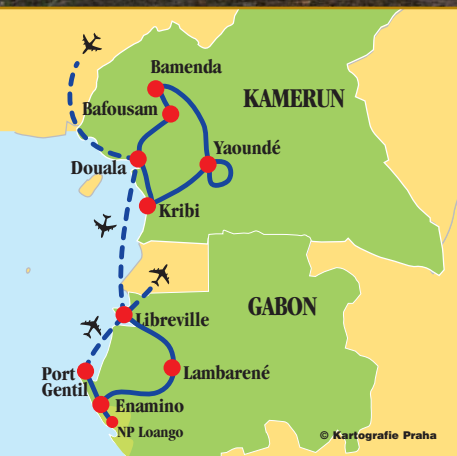 Bamenda
KAMERUN
Bafousam
Yaoundé
Douala
Kribi
GABON
Libreville
Lambarené
Port
Gentil
Enamino
NP Loango
© Kartografie Praha